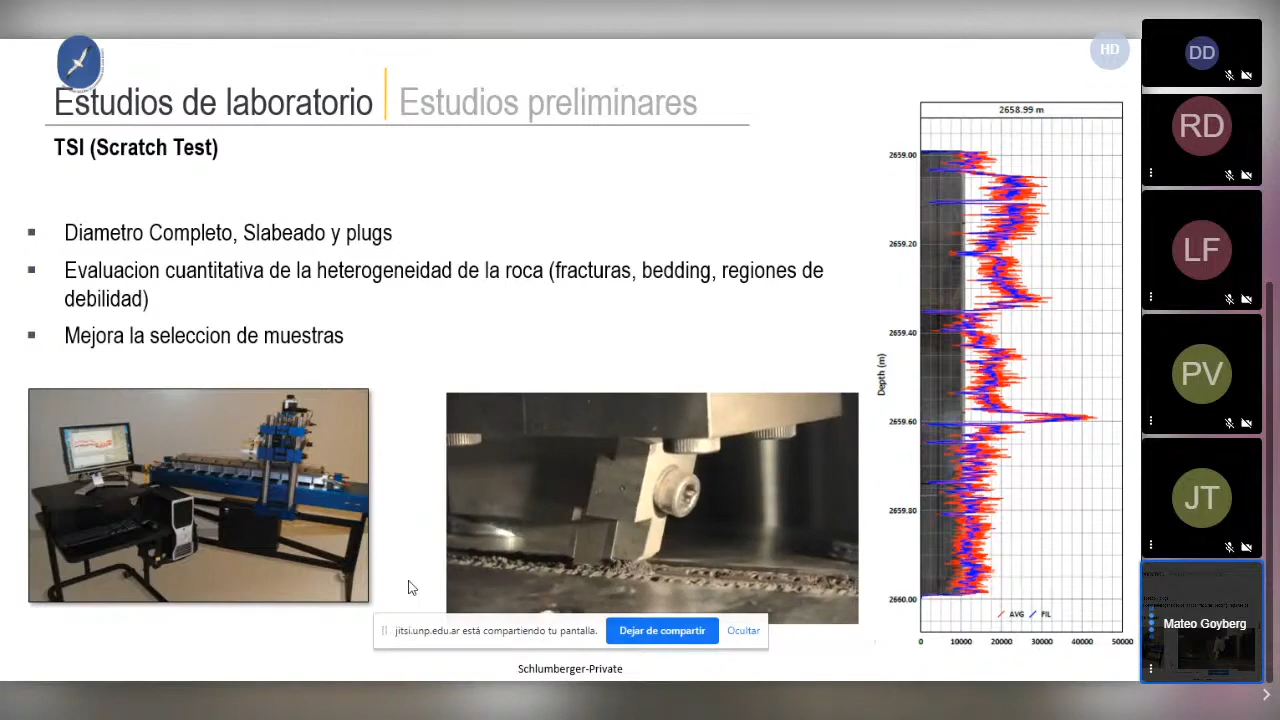 Estudios de laboratorio Estudios preliminares
TSI (Scratch Test)
Diametro Completo, Slabeado y plugs
Evaluacion cuantitativa de la heterogeneidad de la roca (fracturas, bedding, regiones de
debilidad)
Mejora la seleccion de muestras
2658.99 m
2659.00
2659.20
2659.40
2659.60
2659.80
2660.00
Depth (m)
AVG FIL
0 10000 20000 30000 40000 50000
jitsi.unp.edu.ar está compartiendo tu pantalla. Dejar de compartir Ocultar
Schlumberger-Private
HD
DD
RD
LF
PV
JT
Mateo Goyberg